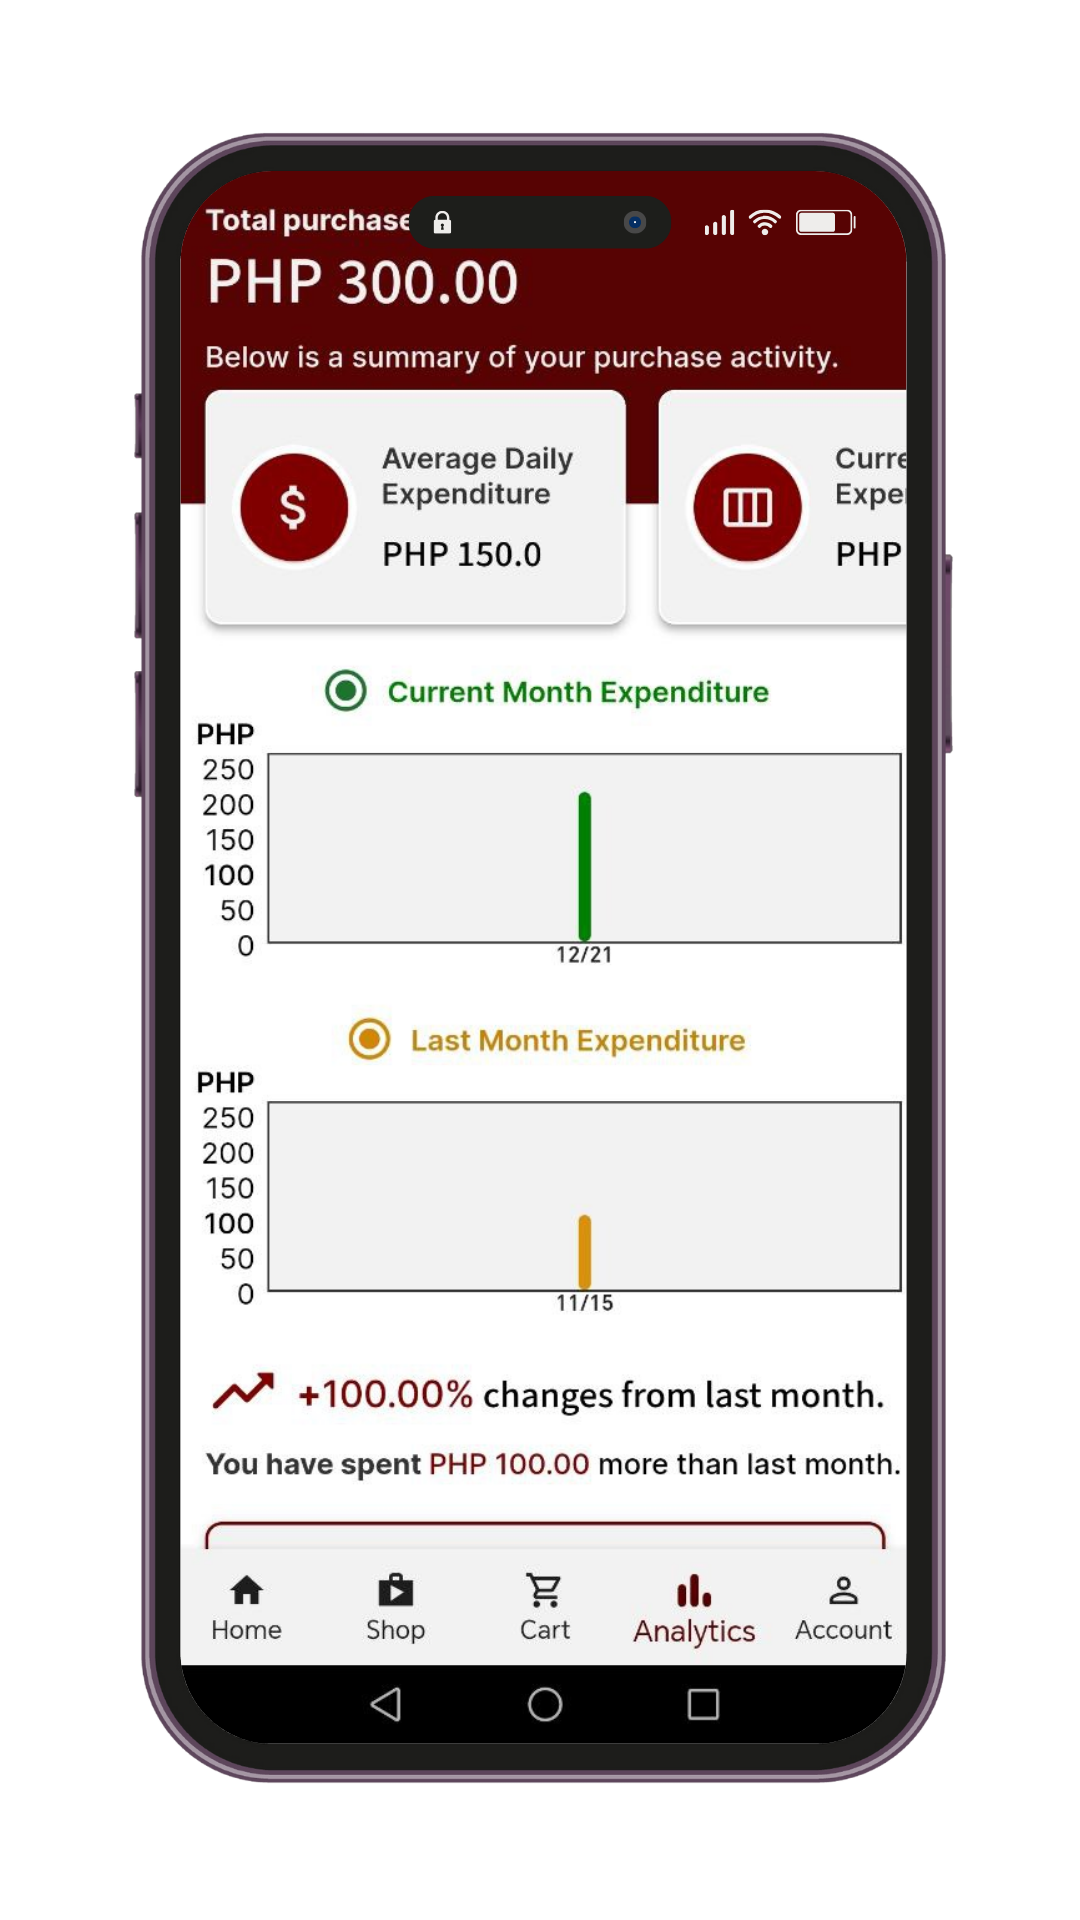 Total purchase
PHP 300.00
Below is a summary of your purchase activity.
Average Daily
Expenditure
PHP 150.0
Curre
Expe
PHP
Current Month Expenditure
PHP
250
200
150
100
50
0
12/21
Last Month Expenditure
PHP
250
200
150
100
50
0
11/15
+100.00% changes from last month.
You have spent PHP 100.00 more than last month.
Home
Shop
Cart
Analytics
Account